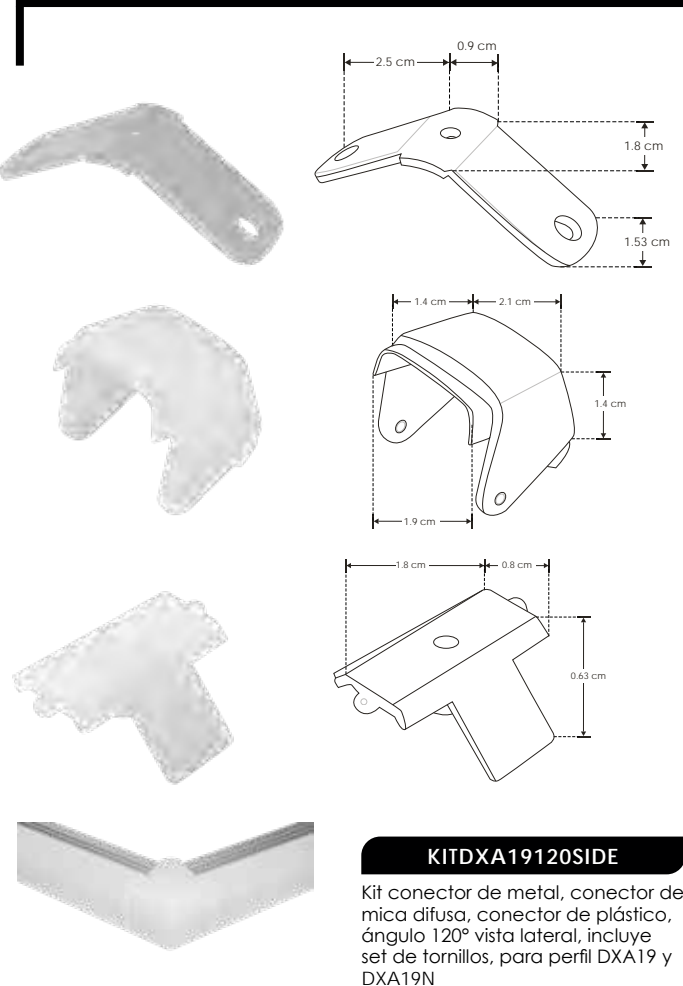 2.5 cm
0.9 cm
1.8 cm
1.53 cm
1.4 cm
2.1 cm
1.4 cm
1.9 cm
1.8 cm
0.8 cm
0.63 cm
KITDXA19120SIDE
Kit conector de metal, conector de
mica difusa, conector de plástico,
ángulo 120° vista lateral, incluye
set de tornillos, para perfil DXA19 y
DXA19N